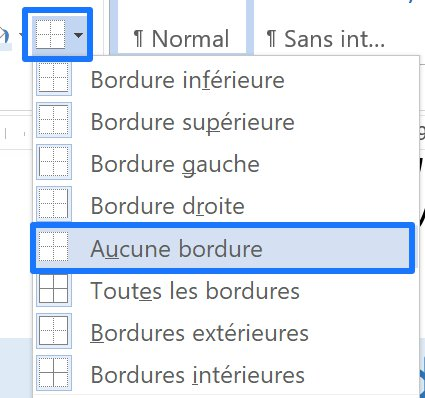 ¶ Normal ¶ Sans int...
Bordure inférieure
Bordure supérieure
Bordure gauche
Bordure droite
Aucune bordure
Toutes les bordures
Bordures extérieures
Bordures intérieures